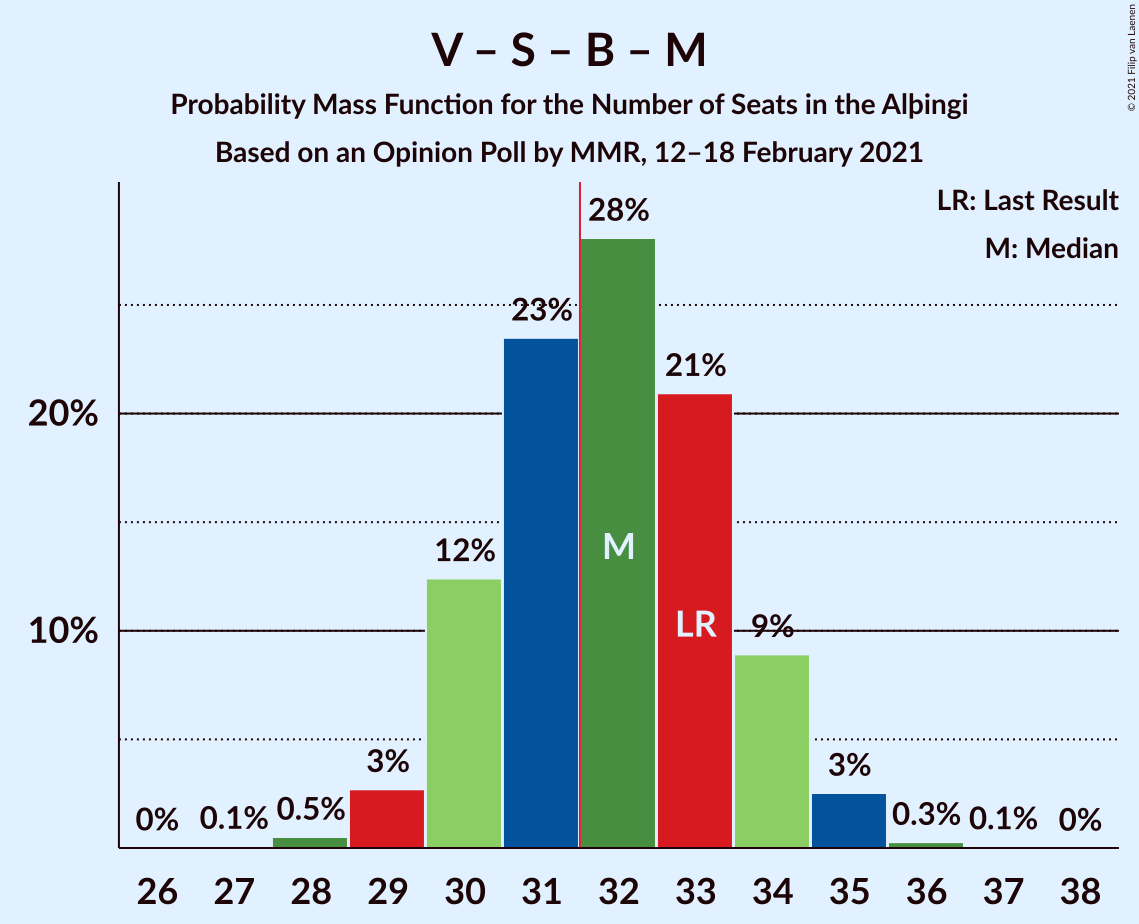 V – S – B – M
Probability Mass Function for the Number of Seats in the Alþingi
Based on an Opinion Poll by MMR, 12–18 February 2021
© 2021 Filip van Laenen
LR: Last Result
M: Median
28%
23%
21%
20%
12%
M
LR
10%
9%
3%
3%
0%
0.1%
0.5%
0.3%
0.1%
0%
26 27 28 29 30 31 32 33 34 35 36 37 38